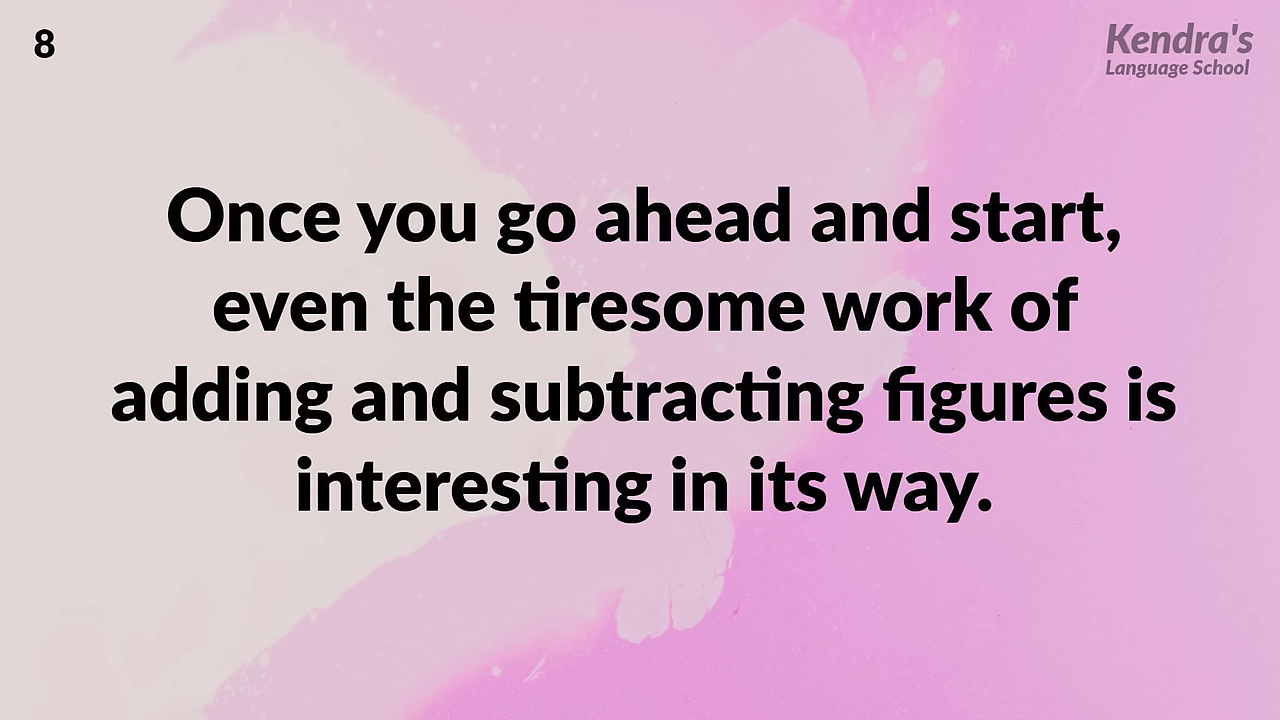 8
Kendra's
Language School
Once you go ahead and start,
even the tiresome work of
adding and subtracting figures is
interesting in its way.